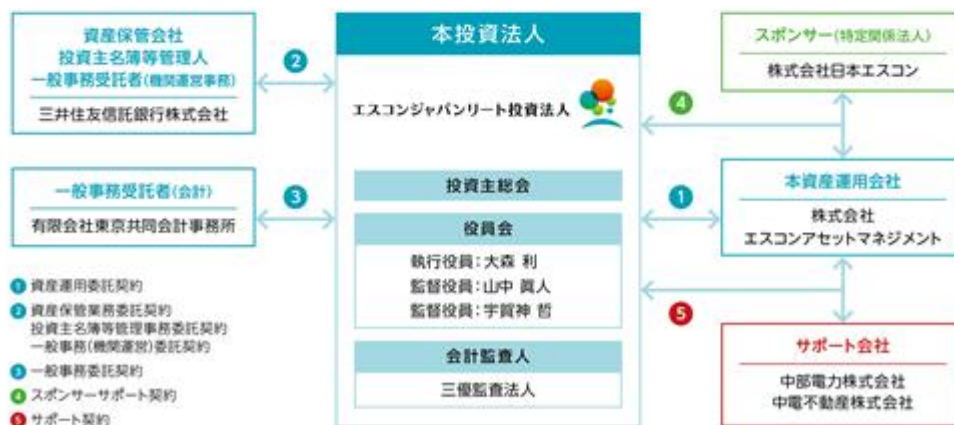 資産保管会社
投資主名簿等管理人
一般事務受託者(機関運営事務)
三井住友信託銀行株式会社
2
一般事務受託者(会計)
有限会社東京共同会計事務所
3
本投資法人
エスコンジャパンリート投資法人
投資主総会
役員会
執行役員:大森 利
監督役員:山中 眞人
監督役員:宇賀神 哲
会計監査人
三優監査法人
スポンサー(特定関係法人)
株式会社日本エスコン
4
1
本資産運用会社
株式会社
エスコンアセットマネジメント
5
サポート会社
中部電力株式会社
中電不動産株式会社
1 資産運用委託契約
2 資産保管業務委託契約
投資主名簿等管理事務委託契約
一般事務(機関運営)委託契約
3 一般事務委託契約
4 スポンサーサポート契約
5 サポート契約